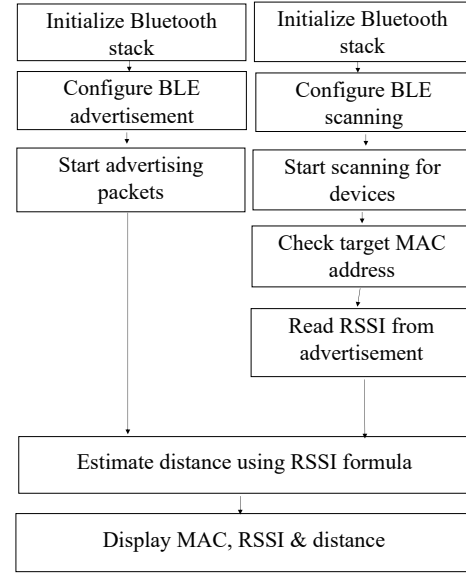 Initialize Bluetooth
stack
Configure BLE
advertisement
Start advertising
packets
Initialize Bluetooth
stack
Configure BLE
scanning
Start scanning for
devices
Check target MAC
address
Read RSSI from
advertisement
Estimate distance using RSSI formula
Display MAC, RSSI & distance